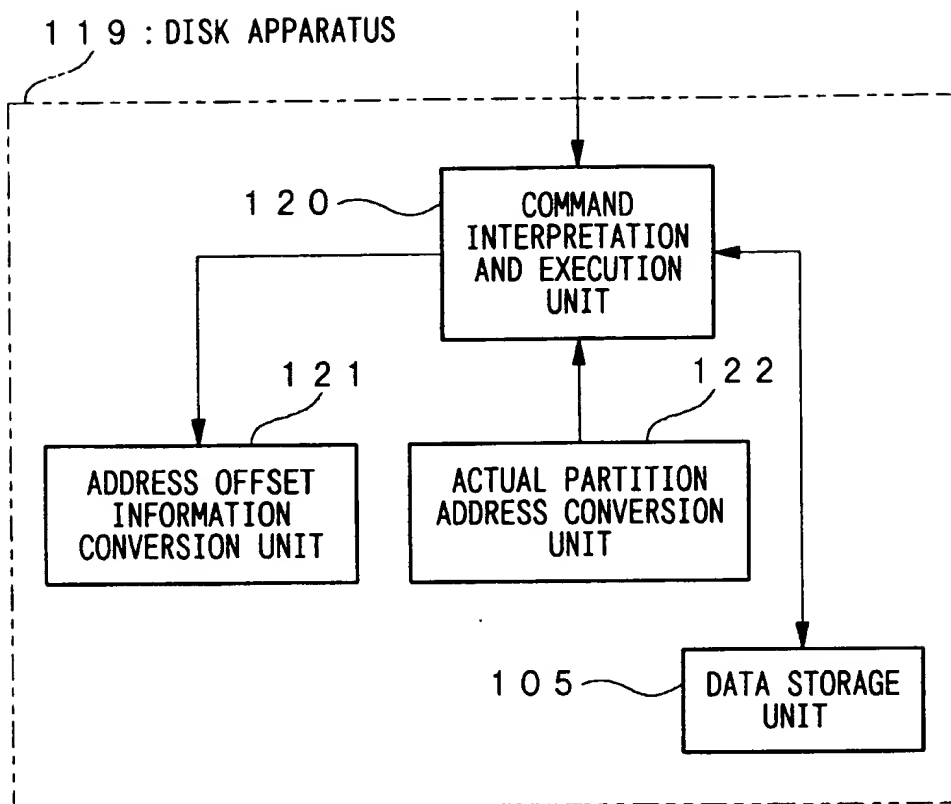 119 : DISK APPARATUS
120
COMMAND
INTERPRETATION
AND EXECUTION
UNIT
121
122
ADDRESS OFFSET
INFORMATION
CONVERSION UNIT
ACTUAL PARTITION
ADDRESS CONVERSION
UNIT
105
DATA STORAGE
UNIT